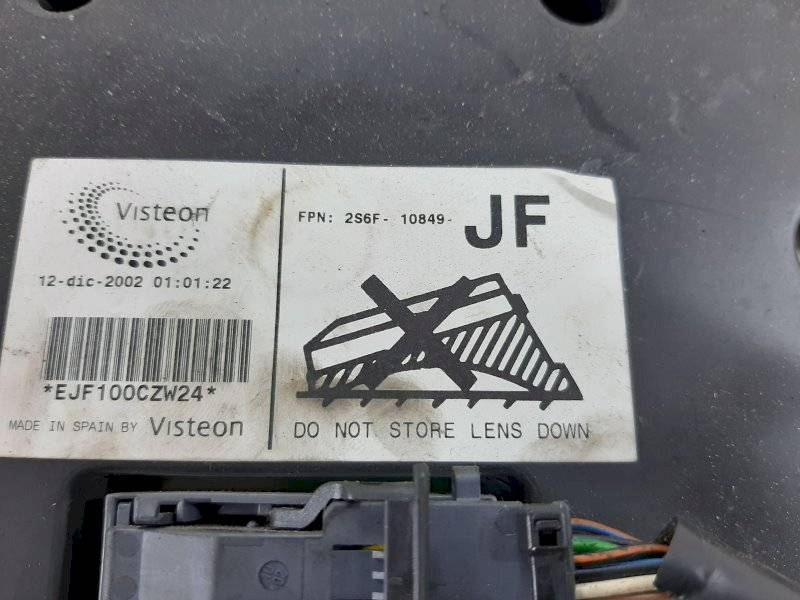 Visteon
12-dic-2002 01:01:22
*EJF100CZW24*
MADE IN SPAIN BY Visteon
FPN: 2S6F- 10849- JF
DO NOT STORE LENS DOWN